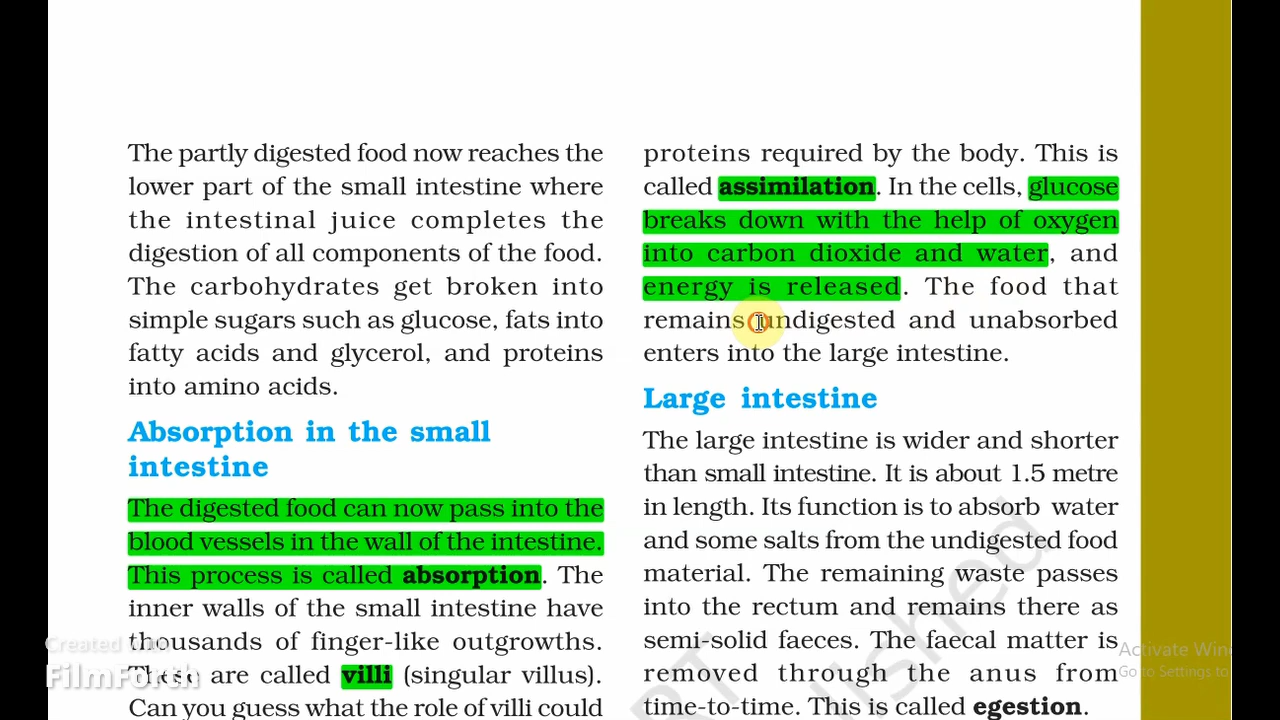 The partly digested food now reaches the
lower part of the small intestine where
the intestinal juice completes the
digestion of all components of the food.
The carbohydrates get broken into
simple sugars such as glucose, fats into
fatty acids and glycerol, and proteins
into amino acids.
Absorption in the small
intestine
The digested food can now pass into the
blood vessels in the wall of the intestine.
This process is called absorption. The
inner walls of the small intestine have
thousands of finger-like outgrowths.
These are called villi (singular villus).
Can you guess what the role of villi could
proteins required by the body. This is
called assimilation. In the cells, glucose
breaks down with the help of oxygen
into carbon dioxide and water, and
energy is released. The food that
remains undigested and unabsorbed
enters into the large intestine.
Large intestine
The large intestine is wider and shorter
than small intestine. It is about 1.5 metre
in length. Its function is to absorb water
and some salts from the undigested food
material. The remaining waste passes
into the rectum and remains there as
semi-solid faeces. The faecal matter is
removed through the anus from
time-to-time. This is called egestion.
Created with
FilmForth
Activate Win
Go to Settings to